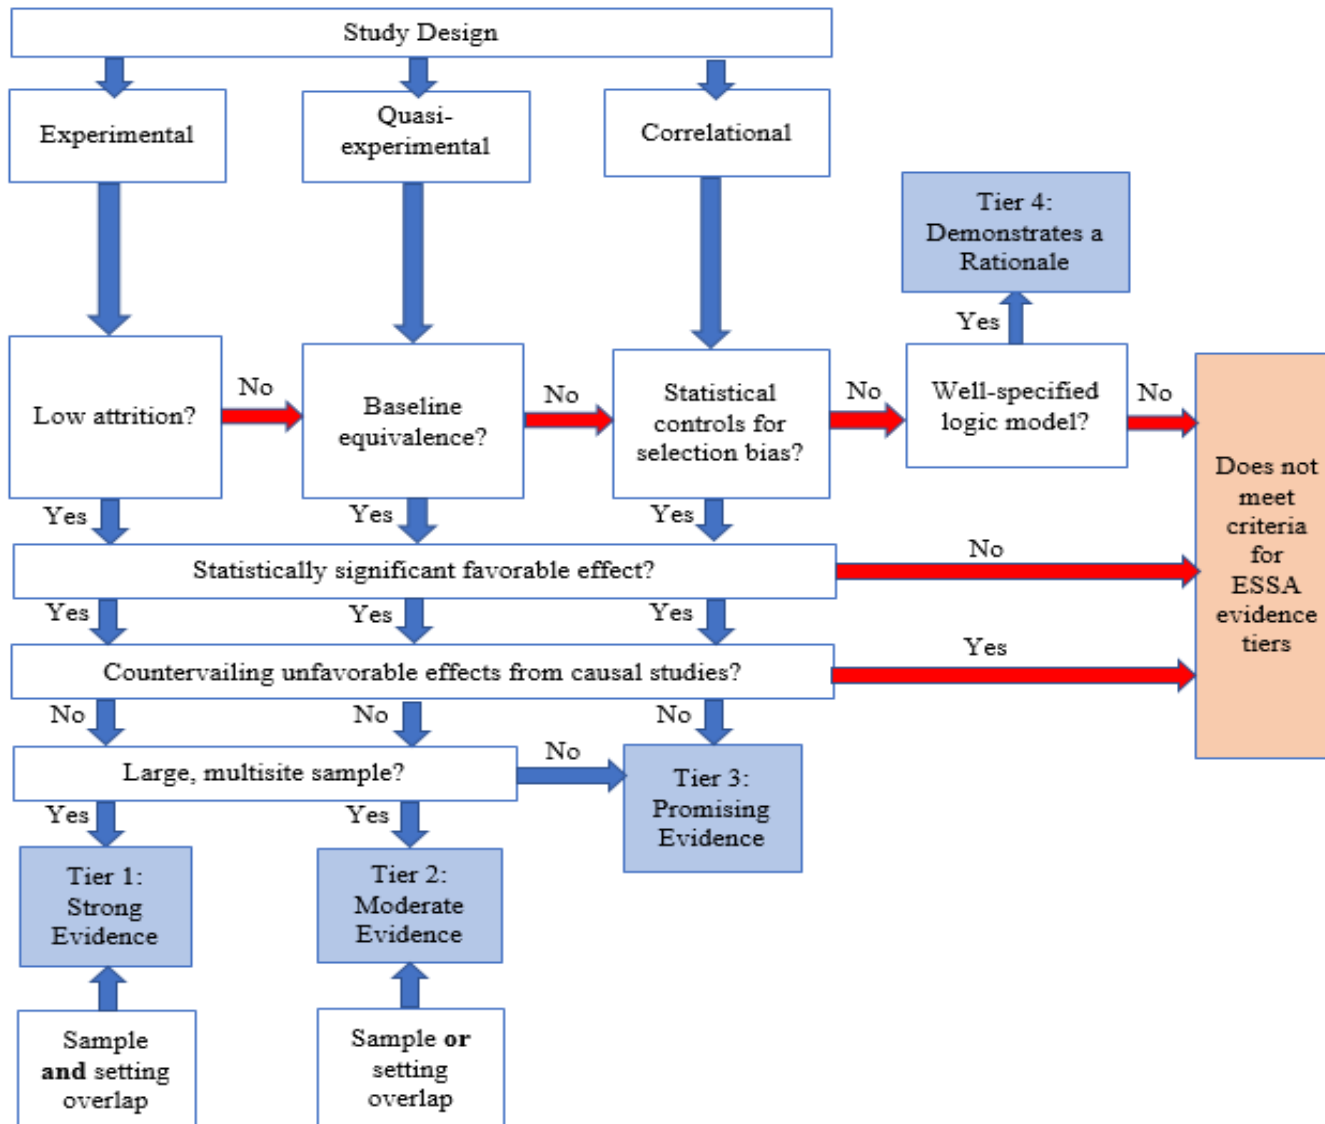 Study Design
Experimental
Quasi-
experimental
Correlational
Tier 4:
Demonstrates a
Rationale
Yes
Low attrition?
No
Baseline
equivalence?
No
Statistical
controls for
selection bias?
No
Well-specified
logic model?
No
Does not
meet
criteria
for
ESSA
evidence
tiers
Yes
Yes
Yes
Statistically significant favorable effect?
No
Yes
Yes
Yes
Countervailing unfavorable effects from causal studies?
Yes
No
No
No
Large, multisite sample?
No
Tier 3:
Promising
Evidence
Yes
Yes
Tier 1:
Strong
Evidence
Tier 2:
Moderate
Evidence
Sample
and setting
overlap
Sample or
setting
overlap